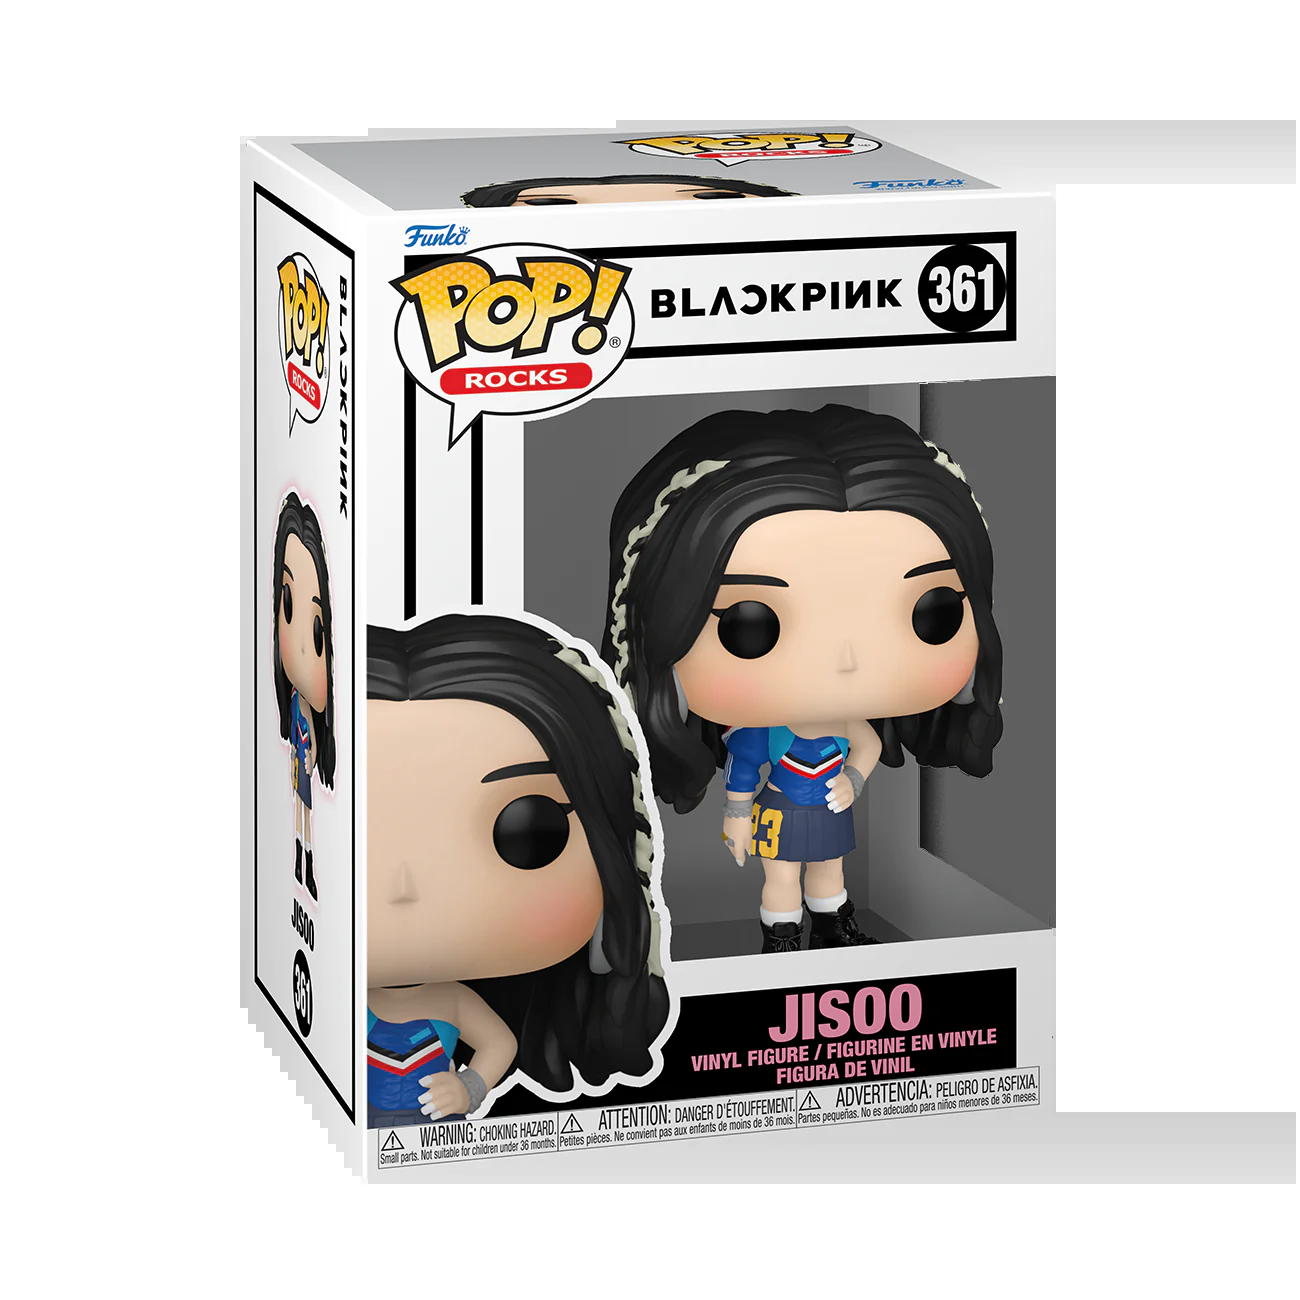 POP!
ROCKS
Funko
Funko
POP!®
ROCKS
BLACKPINK
361
POP!
ROCKS
BLACKPINK
JISOO
361
23
JISOO
VINYL FIGURE / FIGURINE EN VINYLE
FIGURA DE VINIL
WARNING: CHOKING HAZARD.
Small parts. Not suitable for children under 36 months.
ATTENTION: DANGER D'ÉTOUFFEMENT.
Petites pièces. Ne convient pas aux enfants de moins de 36 mois.
ADVERTENCIA: PELIGRO DE ASFIXIA.
Partes pequeñas. No es adecuado para niños menores de 36 meses.